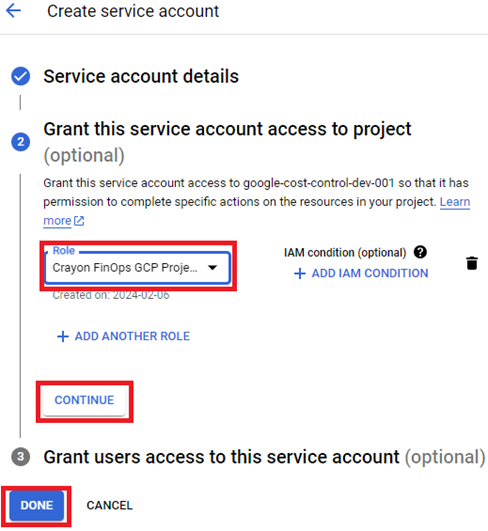 Create service account
Service account details
2
Grant this service account access to project
(optional)
Grant this service account access to google-cost-control-dev-001 so that it has
permission to complete specific actions on the resources in your project. Learn
more
Role
Crayon FinOps GCP Proje...
IAM condition (optional) ?
+ ADD IAM CONDITION
Created on: 2024-02-06
+ ADD ANOTHER ROLE
CONTINUE
3
Grant users access to this service account (optional)
DONE
CANCEL